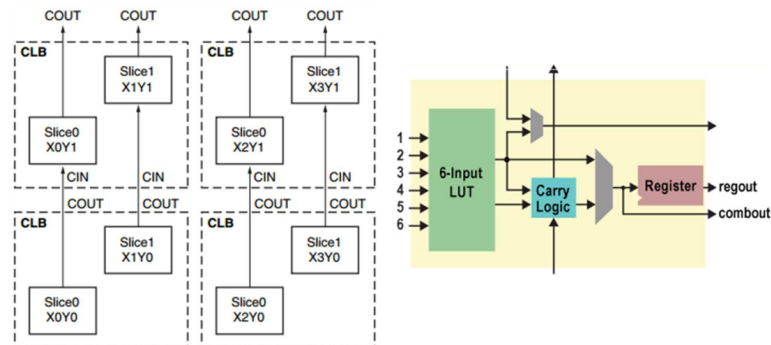 COUT COUT COUT COUT
CLB
Slice1
X1Y1
CLB
Slice1
X3Y1
Slice0
X0Y1
Slice0
X2Y1
CIN CIN CIN CIN
COUT COUT COUT COUT
CLB
Slice1
X1Y0
CLB
Slice1
X3Y0
Slice0
X0Y0
Slice0
X2Y0
1
2
3
4
5
6
6-Input
LUT
Carry
Logic
Register
regout
combout